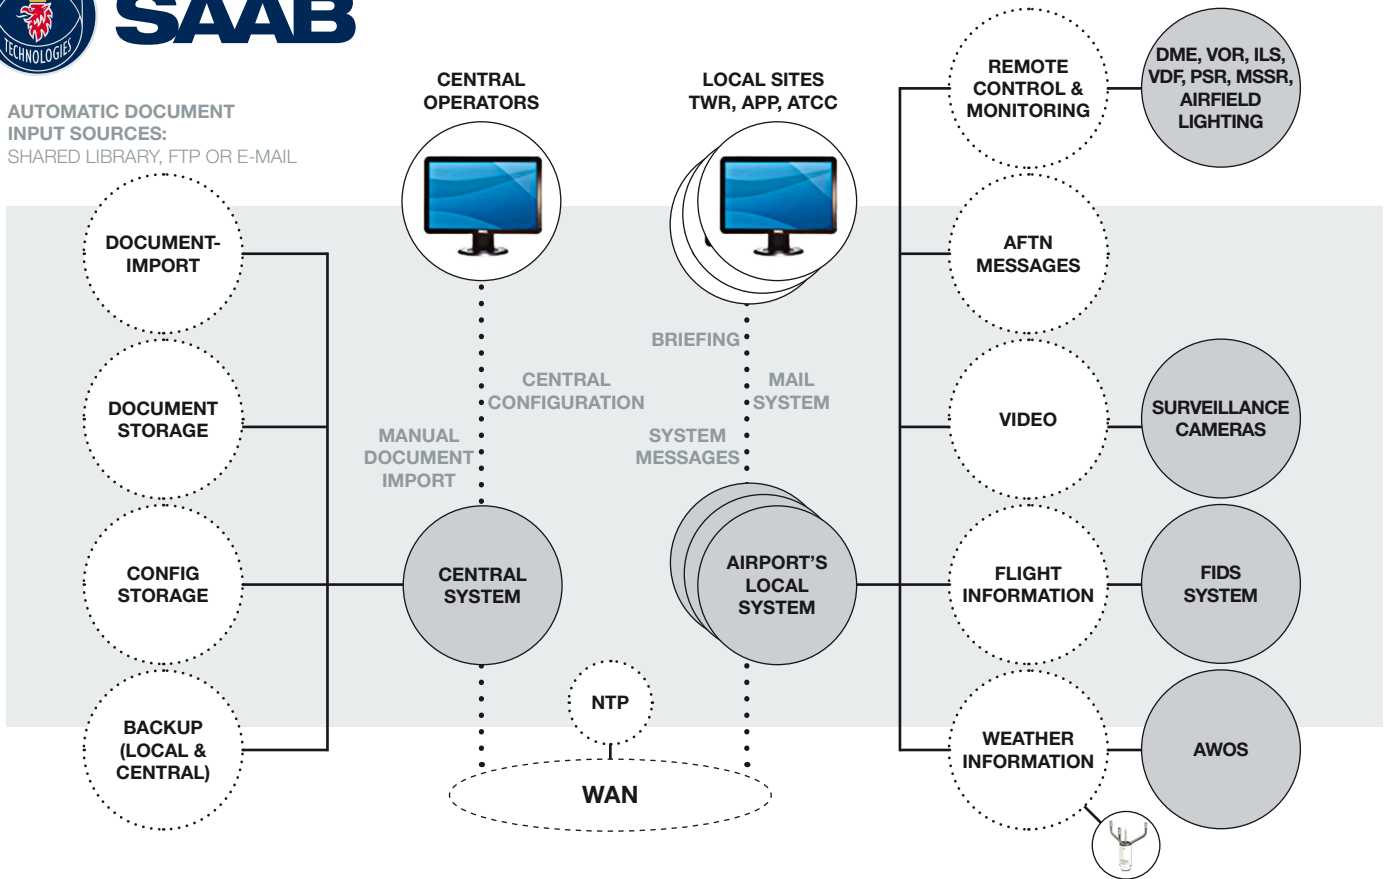 TECHNOLOGIES
SAAB
AUTOMATIC DOCUMENT
INPUT SOURCES:
SHARED LIBRARY, FTP OR E-MAIL
CENTRAL
OPERATORS
LOCAL SITES
TWR, APP, ATCC
REMOTE
CONTROL &
MONITORING
DME, VOR, ILS,
VDF, PSR, MSSR,
AIRFIELD
LIGHTING
DOCUMENT-
IMPORT
AFTN
MESSAGES
BRIEFING
CENTRAL
CONFIGURATION
MAIL
SYSTEM
DOCUMENT
STORAGE
MANUAL
DOCUMENT
IMPORT
SYSTEM
MESSAGES
VIDEO
SURVEILLANCE
CAMERAS
CONFIG
STORAGE
CENTRAL
SYSTEM
AIRPORT'S
LOCAL
SYSTEM
FLIGHT
INFORMATION
FIDS
SYSTEM
NTP
BACKUP
(LOCAL &
CENTRAL)
WAN
WEATHER
INFORMATION
AWOS